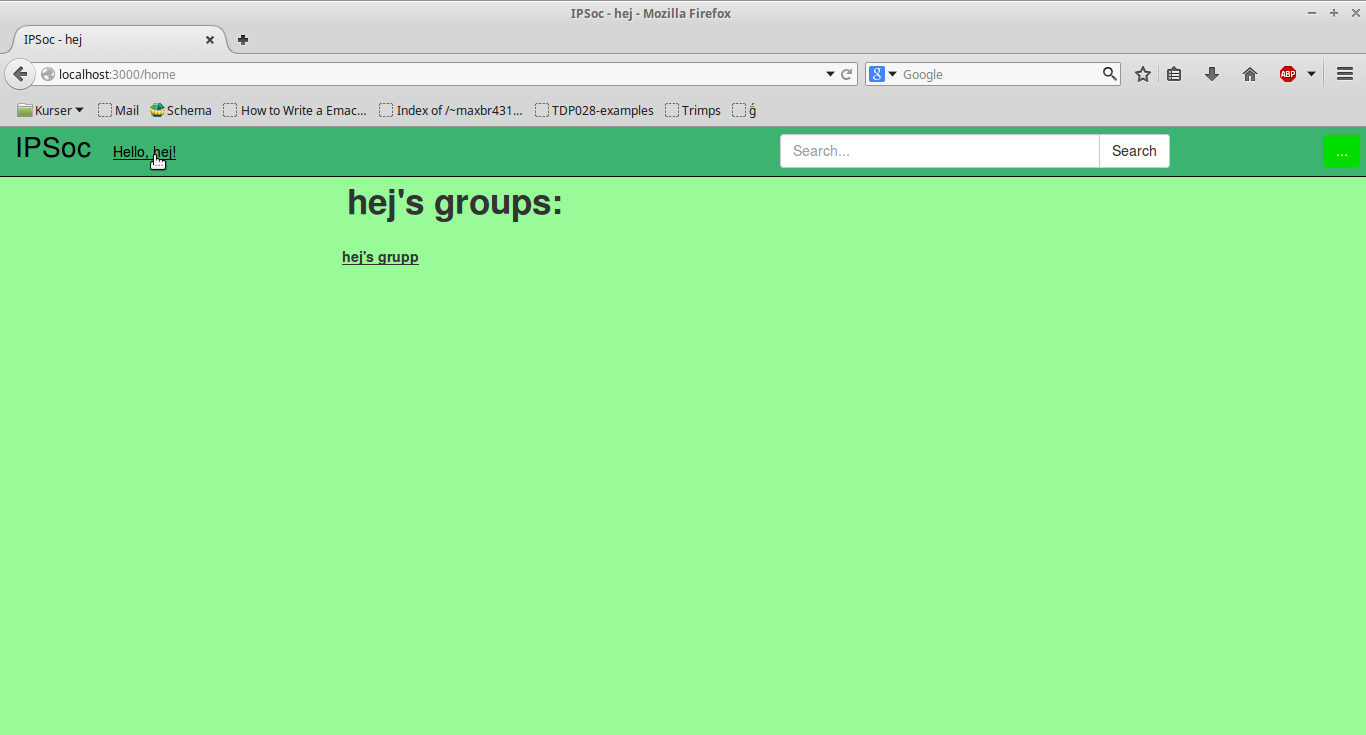 IPSoc - hej - Mozilla Firefox
IPSoc - hej
localhost:3000/home
Google
ABP
Kurser Mail Schema How to Write a Emac... Index of /~maxbr431... TDP028-examples Trimps ǵ
IPSoc Hello, hej! Search... Search ...
hej's groups:
hej's grupp